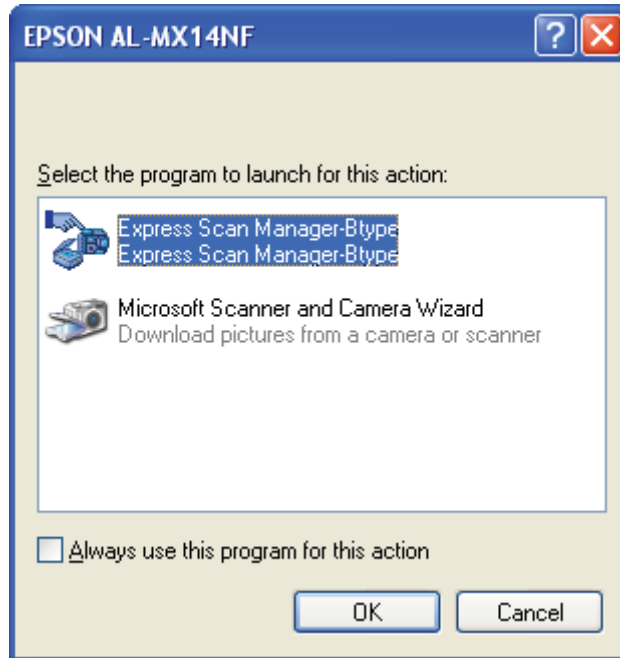 EPSON AL-MX14NF
Select the program to launch for this action:
Express Scan Manager-Btype
Express Scan Manager-Btype
Microsoft Scanner and Camera Wizard
Download pictures from a camera or scanner
Always use this program for this action
OK
Cancel